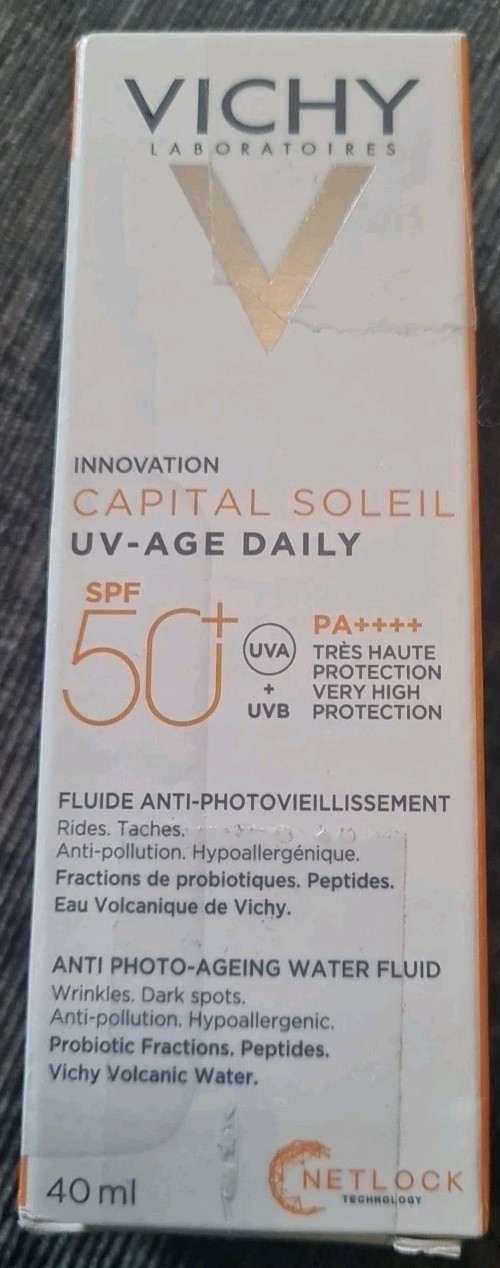 VICHY
LABORATOIRES
INNOVATION
CAPITAL SOLEIL
UV-AGE DAILY
SPF
50+
UVA
+
UVB
PA++++
TRÈS HAUTE
PROTECTION
VERY HIGH
PROTECTION
FLUIDE ANTI-PHOTOVIEILLISSEMENT
Rides. Taches.
Anti-pollution. Hypoallergénique.
Fractions de probiotiques. Peptides.
Eau Volcanique de Vichy.
ANTI PHOTO-AGEING WATER FLUID
Wrinkles. Dark spots.
Anti-pollution. Hypoallergenic.
Probiotic Fractions. Peptides.
Vichy Volcanic Water.
40 ml
NETLOCK
TECHNOLOGY